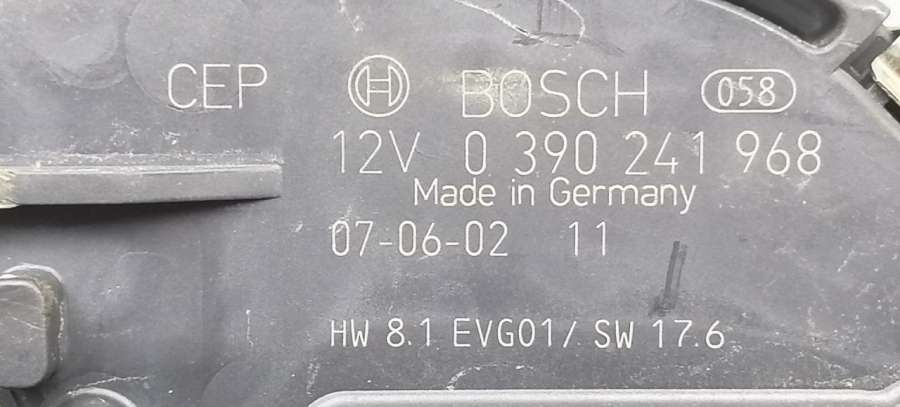 CEP BOSCH 058
12V 0 390 241 968
Made in Germany
07-06-02 11
HW 8.1 EVG01/ SW 17.6